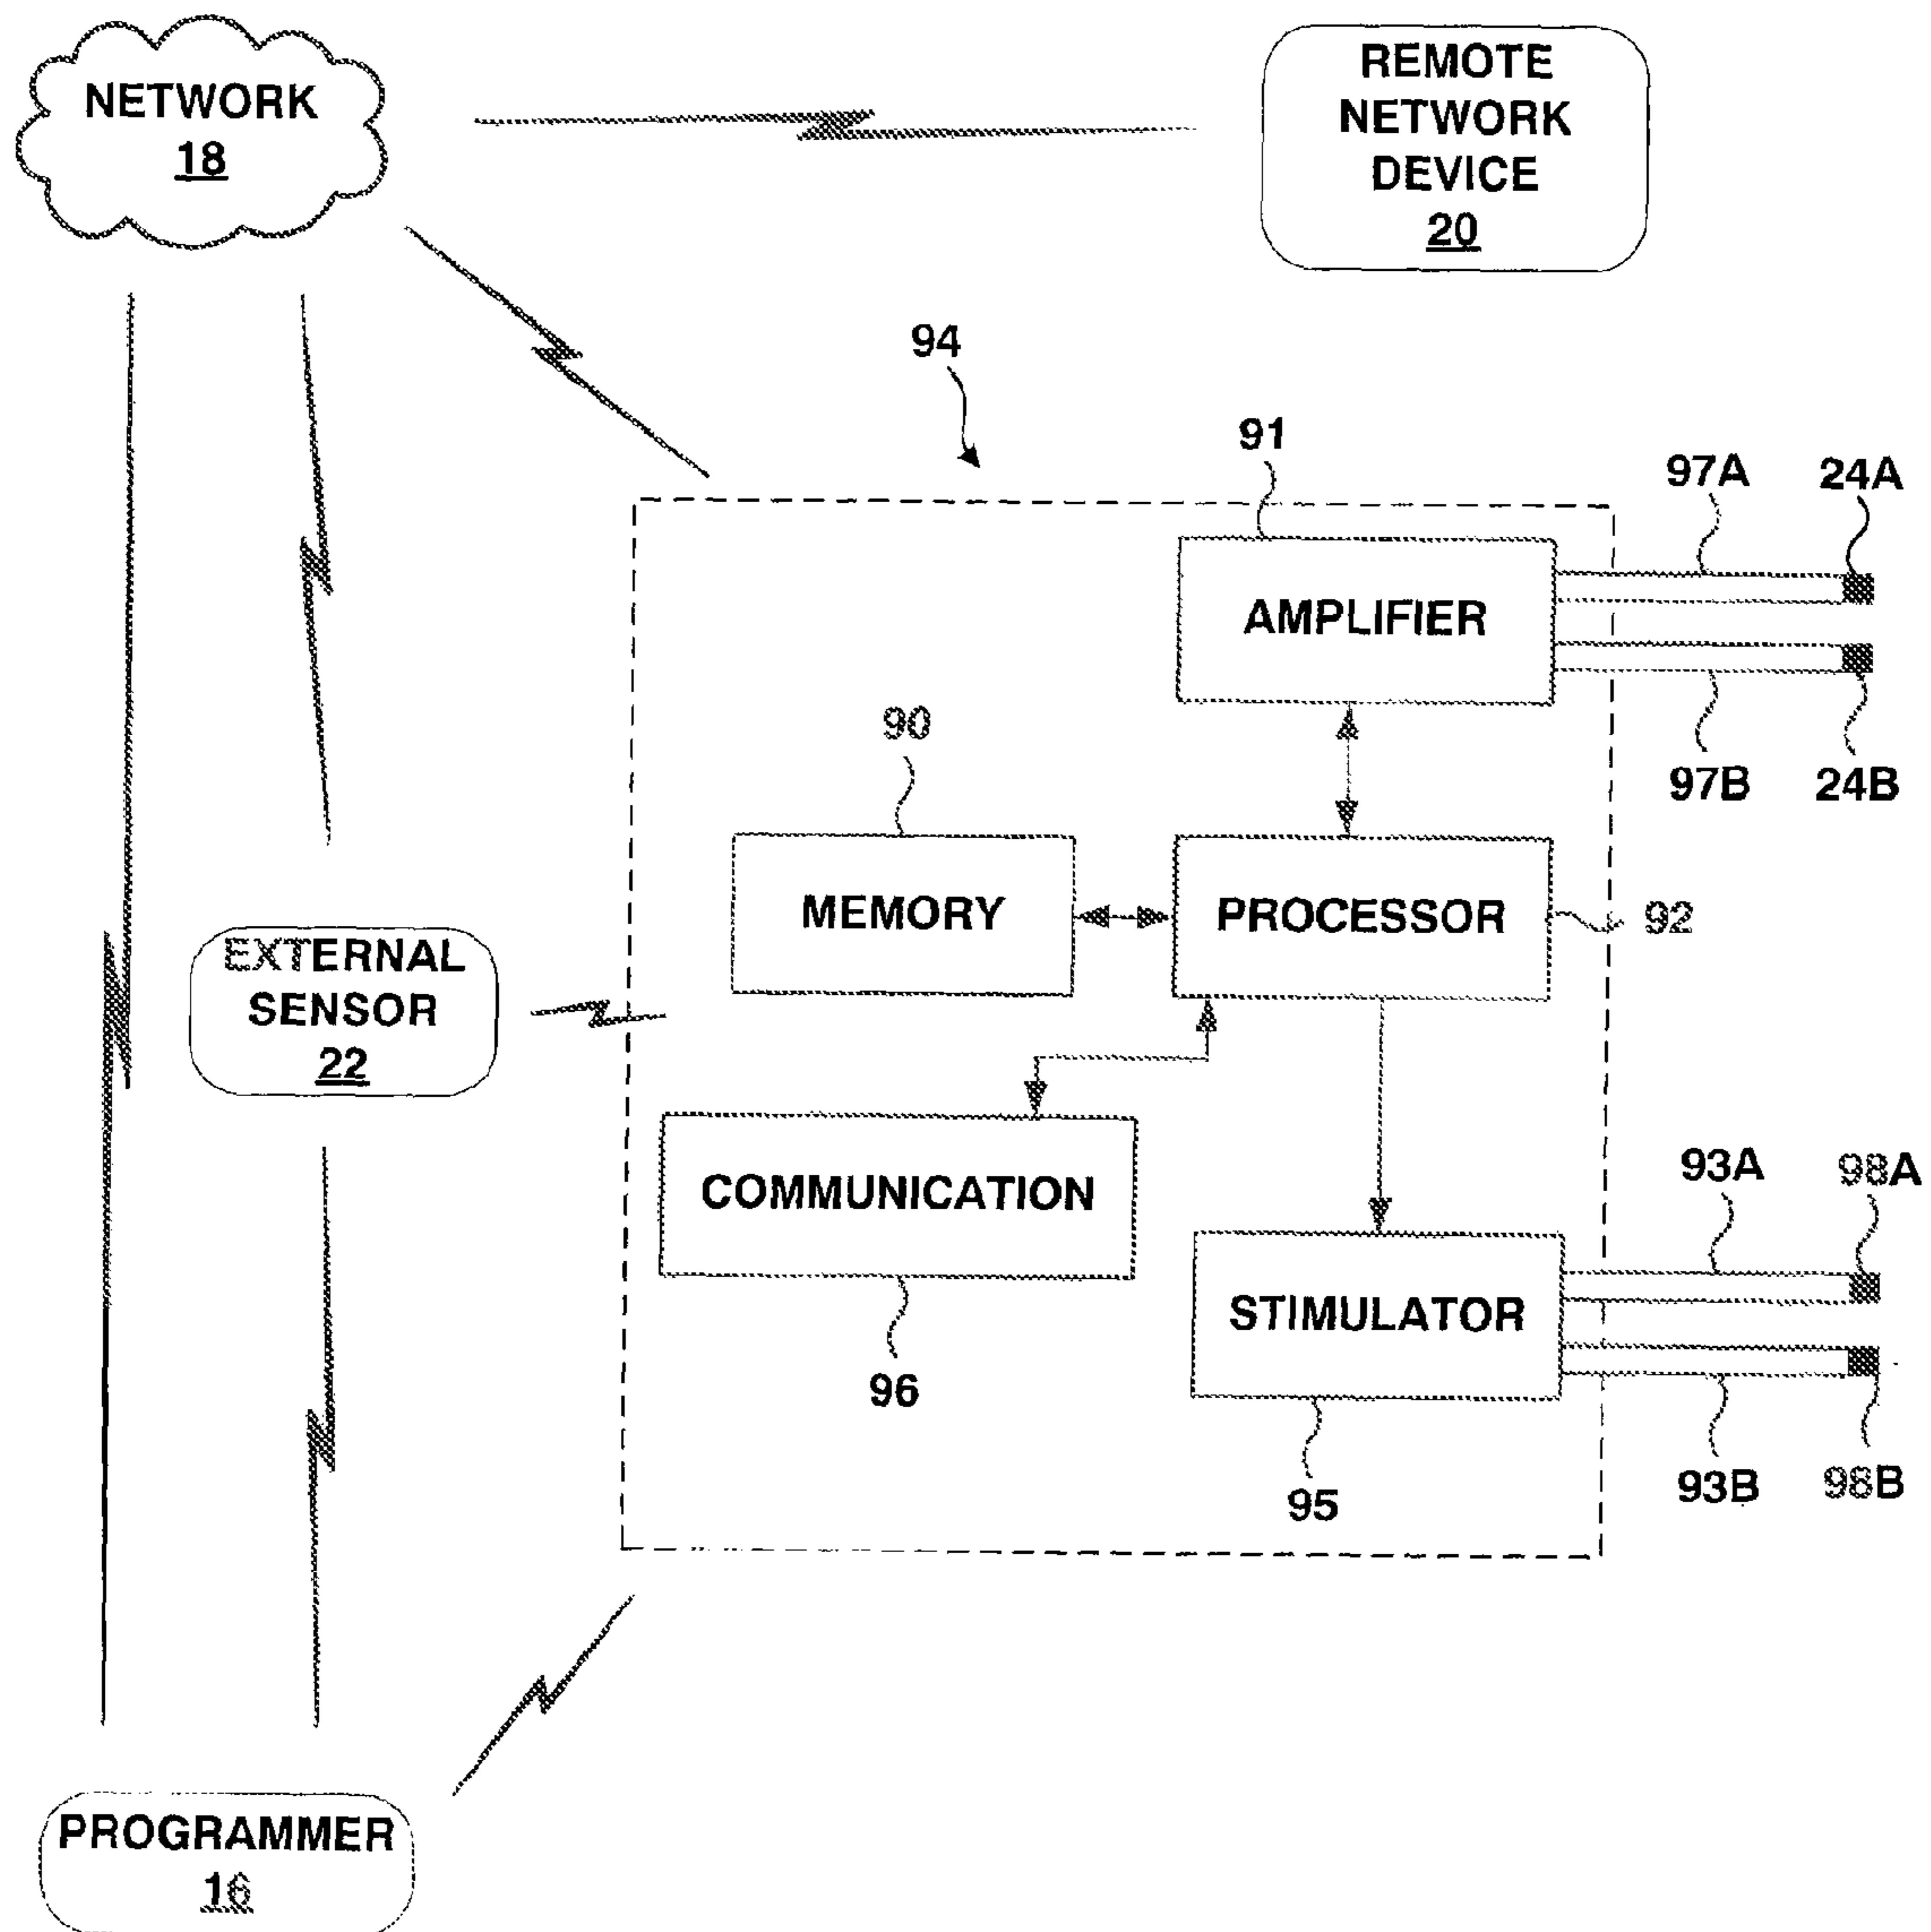 NETWORK
18
REMOTE
NETWORK
DEVICE
20
94
91
97A
24A
AMPLIFIER
90
97B
24B
MEMORY
PROCESSOR
92
EXTERNAL
SENSOR
22
COMMUNICATION
93A
98A
STIMULATOR
96
93B
98B
95
PROGRAMMER
16